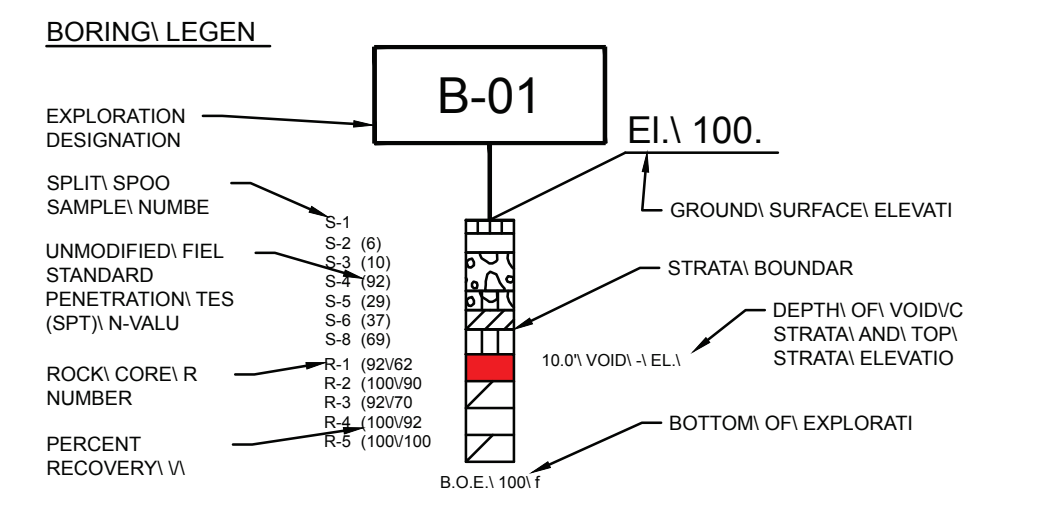 BORING\ LEGEN
B-01
EXPLORATION
DESIGNATION
El.\ 100.
SPLIT\ SPOO
SAMPLE\ NUMBE
GROUND\ SURFACE\ ELEVATI
S-1
S-2 (6)
S-3 (10)
S-4 (92)
S-5 (29)
S-6 (37)
S-8 (69)
UNMODIFIED\ FIEL
STANDARD
PENETRATION\ TES
(SPT)\ N-VALU
STRATA\ BOUNDAR
DEPTH\ OF\ VOID\/C
STRATA\ AND\ TOP\
STRATA\ ELEVATIO
10.0'\ VOID\ -\ EL.\
R-1 (92\/62
R-2 (100\/90
R-3 (92\/70
R-4 (100\/92
R-5 (100\/100
ROCK\ CORE\ R
NUMBER
PERCENT
RECOVERY\ \/\
BOTTOM\ OF\ EXPLORATI
B.O.E.\ 100\ f